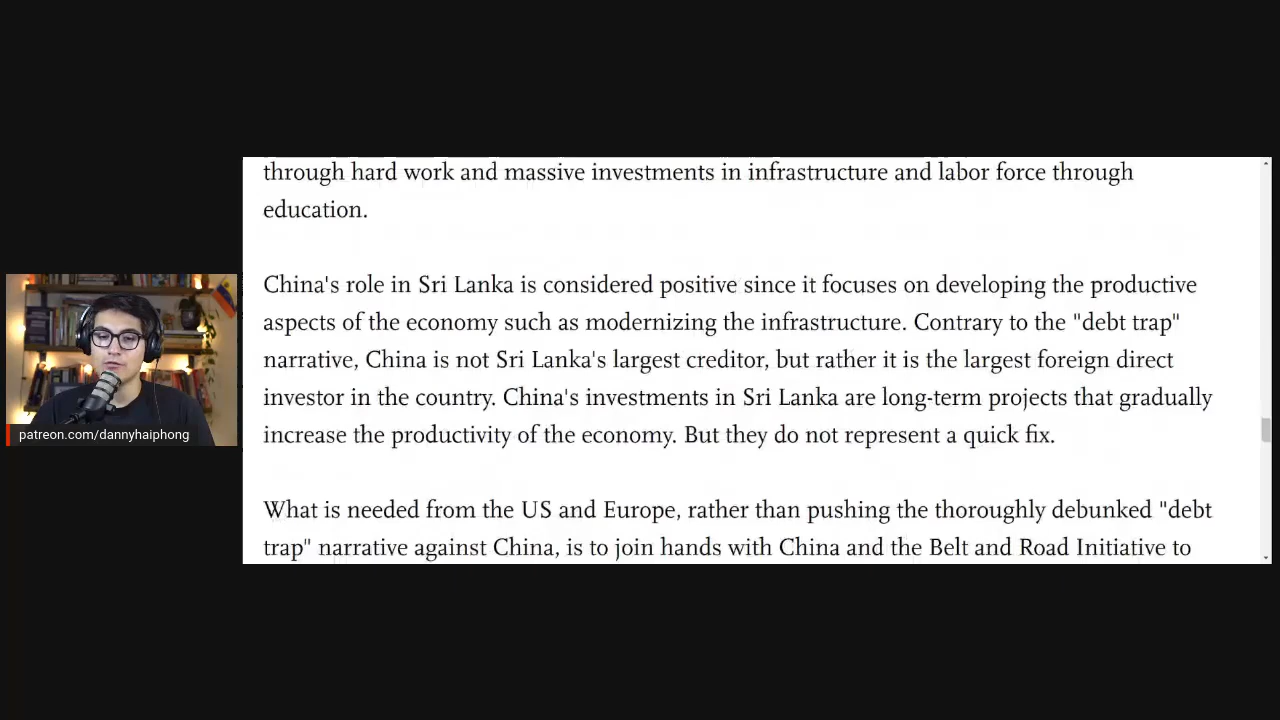 through hard work and massive investments in infrastructure and labor force through
education.
China's role in Sri Lanka is considered positive since it focuses on developing the productive
aspects of the economy such as modernizing the infrastructure. Contrary to the "debt trap"
narrative, China is not Sri Lanka's largest creditor, but rather it is the largest foreign direct
investor in the country. China's investments in Sri Lanka are long-term projects that gradually
increase the productivity of the economy. But they do not represent a quick fix.
What is needed from the US and Europe, rather than pushing the thoroughly debunked "debt
trap" narrative against China, is to join hands with China and the Belt and Road Initiative to
patreon.com/dannyhaiphong